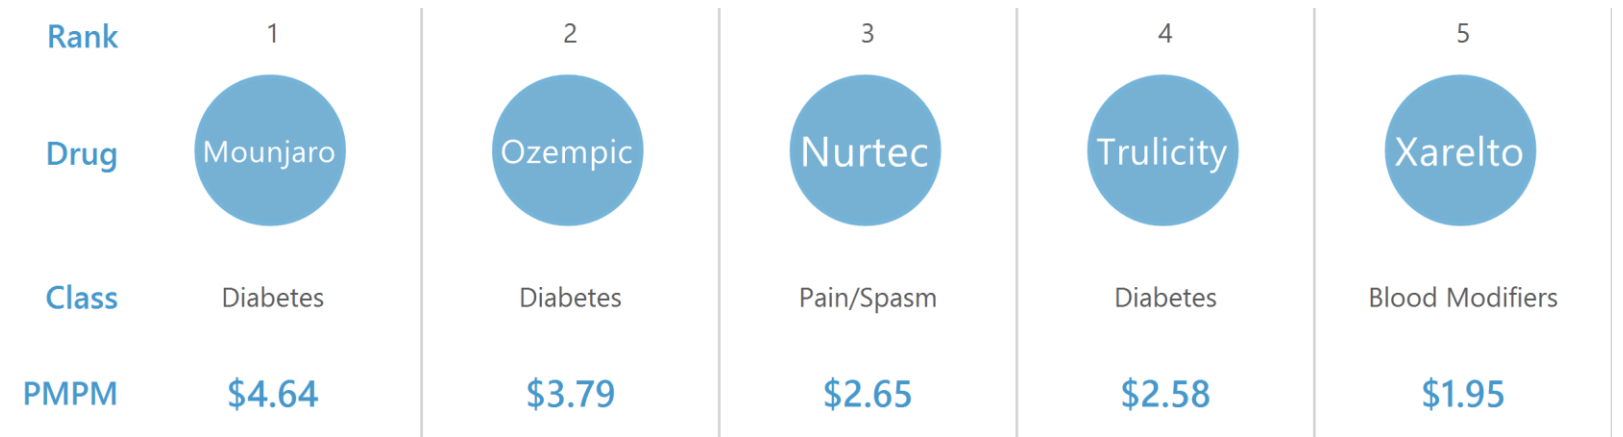 Rank 1 2 3 4 5
Drug Mounjaro Ozempic Nurtec Trulicity Xarelto
Class Diabetes Diabetes Pain/Spasm Diabetes Blood Modifiers
PMPM $4.64 $3.79 $2.65 $2.58 $1.95